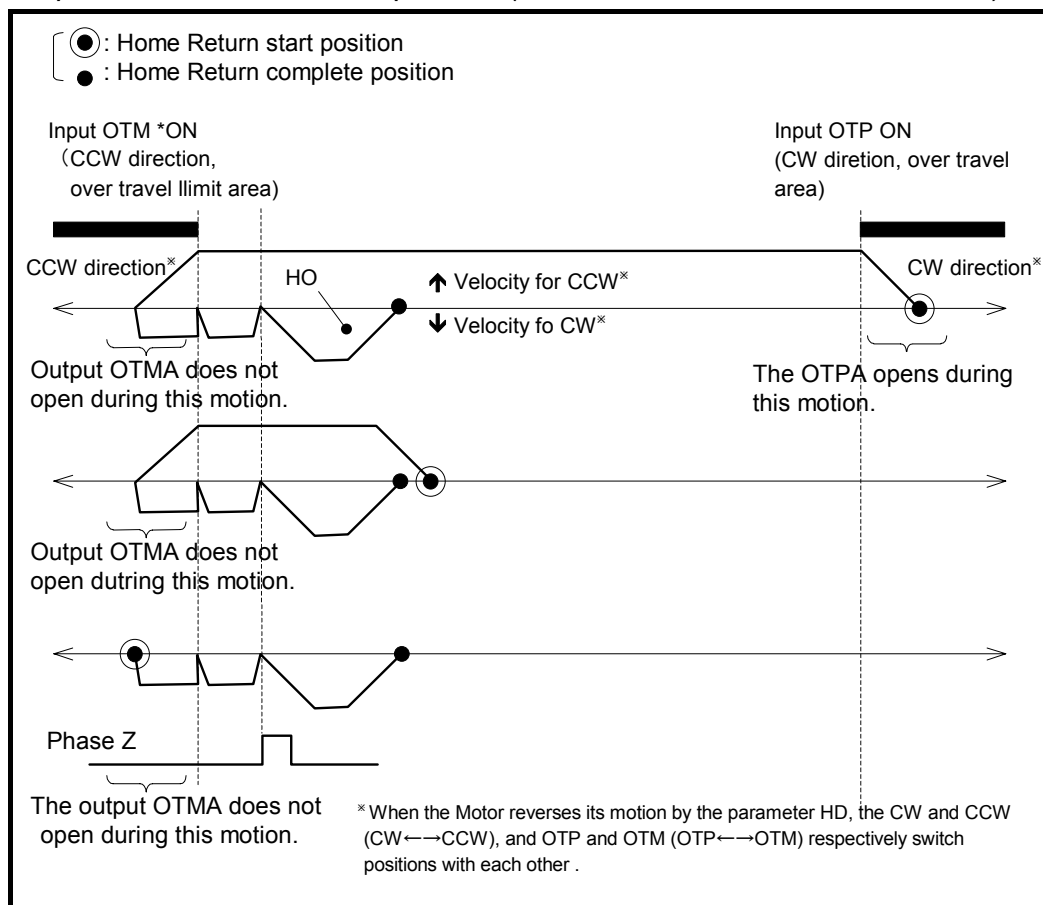 : Home Return start position
: Home Return complete position
Input OTM *ON
（CCW direction,
over travel Llimit area)
Input OTP ON
(CW diretion, over travel
area)
CCW direction※
HO
↑ Velocity for CCW※
↓ Velocity fo CW※
CW direction※
Output OTMA does not
open during this motion.
The OTPA opens during
this motion.
Output OTMA does not
open dutring this motion.
Phase Z
The output OTMA does not
open during this motion.
※ When the Motor reverses its motion by the parameter HD, the CW and CCW
(CW←→CCW), and OTP and OTM (OTP←→OTM) respectively switch
positions with each other .